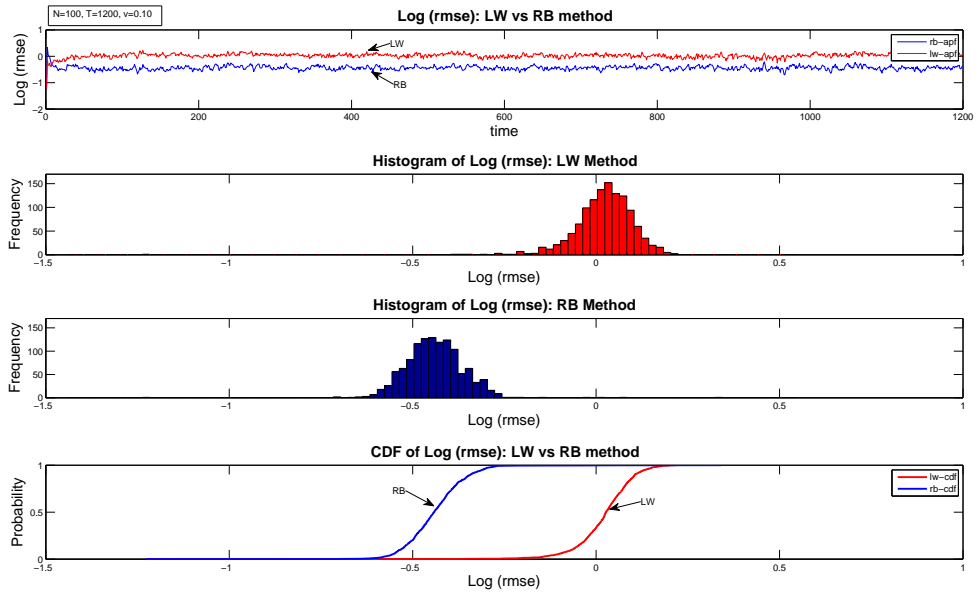 N=100, T=1200, v=0.10
Log (rmse): LW vs RB method
Log (rmse)
1
0
−1
−2
LW
RB
rb−apf
lw−apf
0
200
400
600
800
1000
1200
time
Histogram of Log (rmse): LW Method
Frequency
150
100
50
0
−1.5
−1
−0.5
0
0.5
1
Log (rmse)
Histogram of Log (rmse): RB Method
Frequency
150
100
50
0
−1.5
−1
−0.5
0
0.5
1
Log (rmse)
CDF of Log (rmse): LW vs RB method
Probability
1
0.5
0
RB
LW
lw−cdf
rb−cdf
−1.5
−1
−0.5
0
0.5
1
Log (rmse)